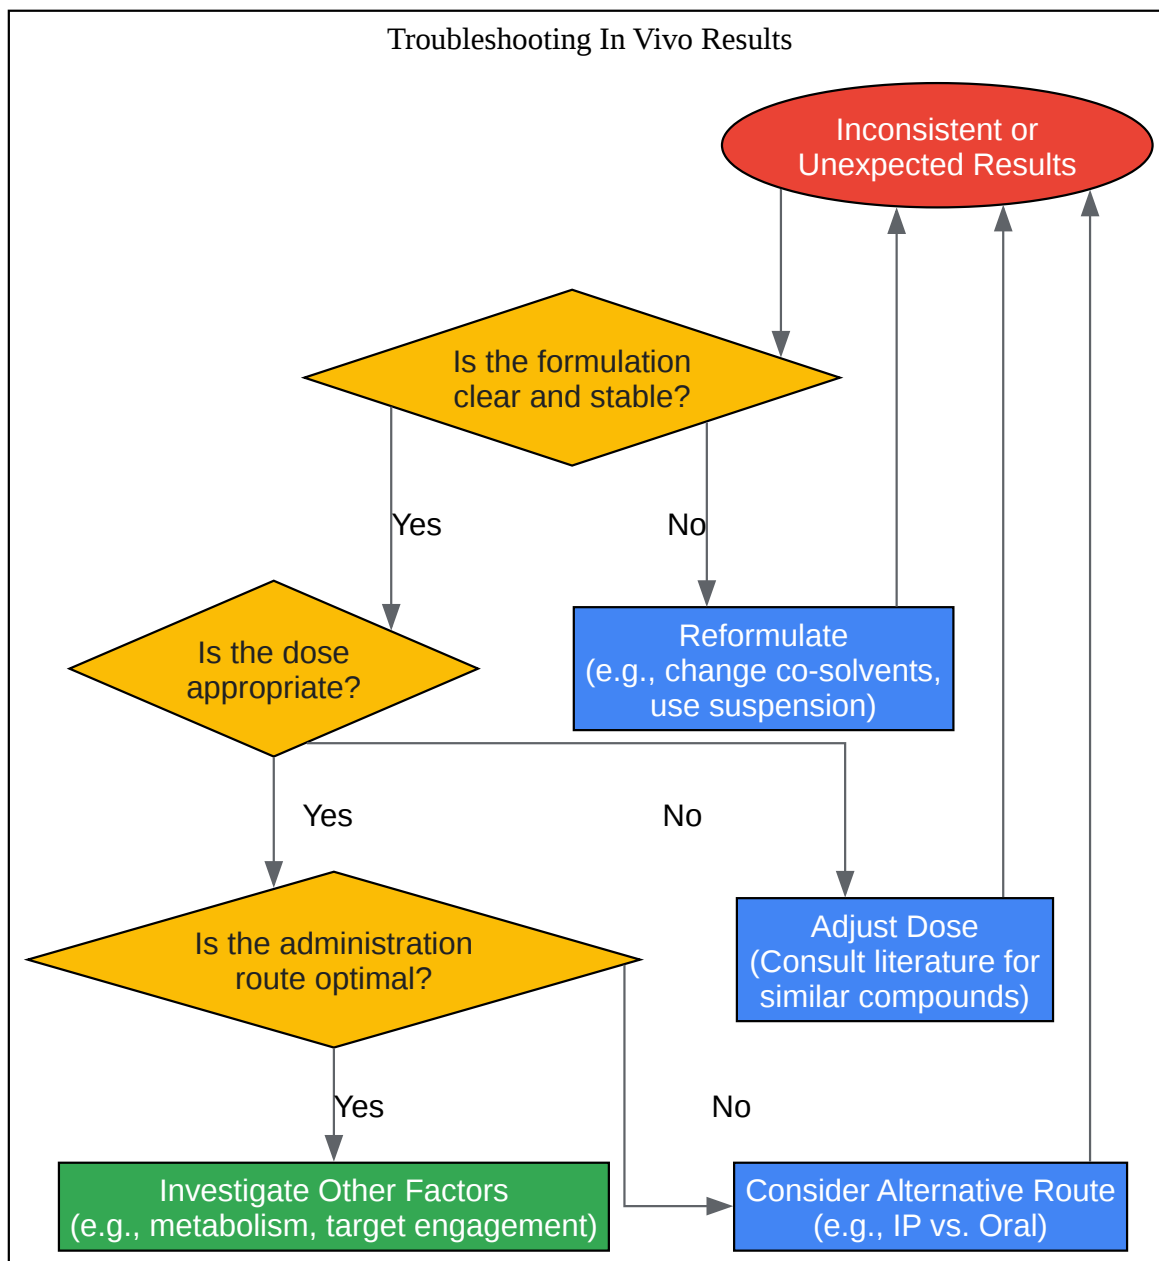 Troubleshooting In Vivo Results
Inconsistent or
Unexpected Results
Is the formulation
clear and stable?
Yes
No
Is the dose
appropriate?
Reformulate
(e.g., change co-solvents,
use suspension)
Yes
No
Is the administration
route optimal?
Adjust Dose
(Consult literature for
similar compounds)
Yes
No
Investigate Other Factors
(e.g., metabolism, target engagement)
Consider Alternative Route
(e.g., IP vs. Oral)